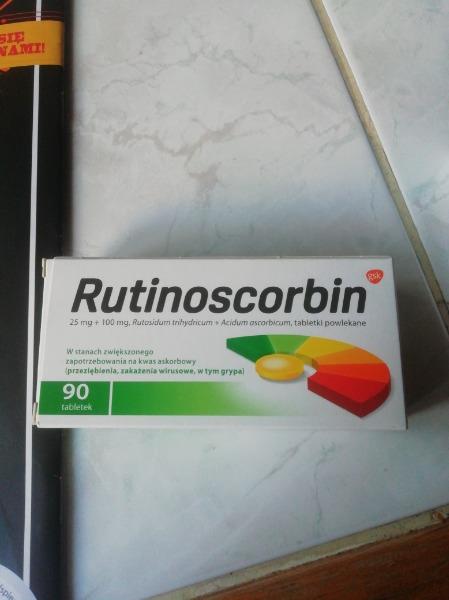 SIĘ
NAMI!
gsk
Rutinoscorbin
25 mg + 100 mg, Rutosidum trihydricum + Acidum ascorbicum, tabletki powlekane
W stanach zwiększonego
zapotrzebowania na kwas askorbowy
(przeziębienia, zakażenia wirusowe, w tym grypa)
90
tabletek